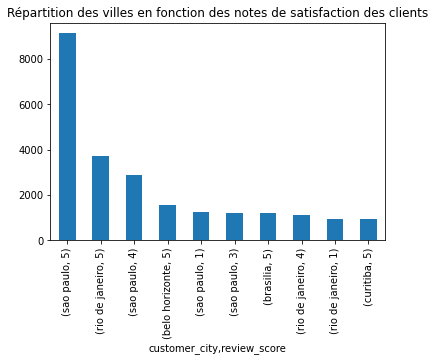 Répartition des villes en fonction des notes de satisfaction des clients
8000
6000
4000
2000
0
(sao paulo, 5)
(rio de janeiro, 5)
(sao paulo, 4)
(belo horizonte, 5)
(sao paulo, 1)
(sao paulo, 3)
(brasilia, 5)
(rio de janeiro, 4)
(rio de janeiro, 1)
(curitiba, 5)
customer_city,review_score